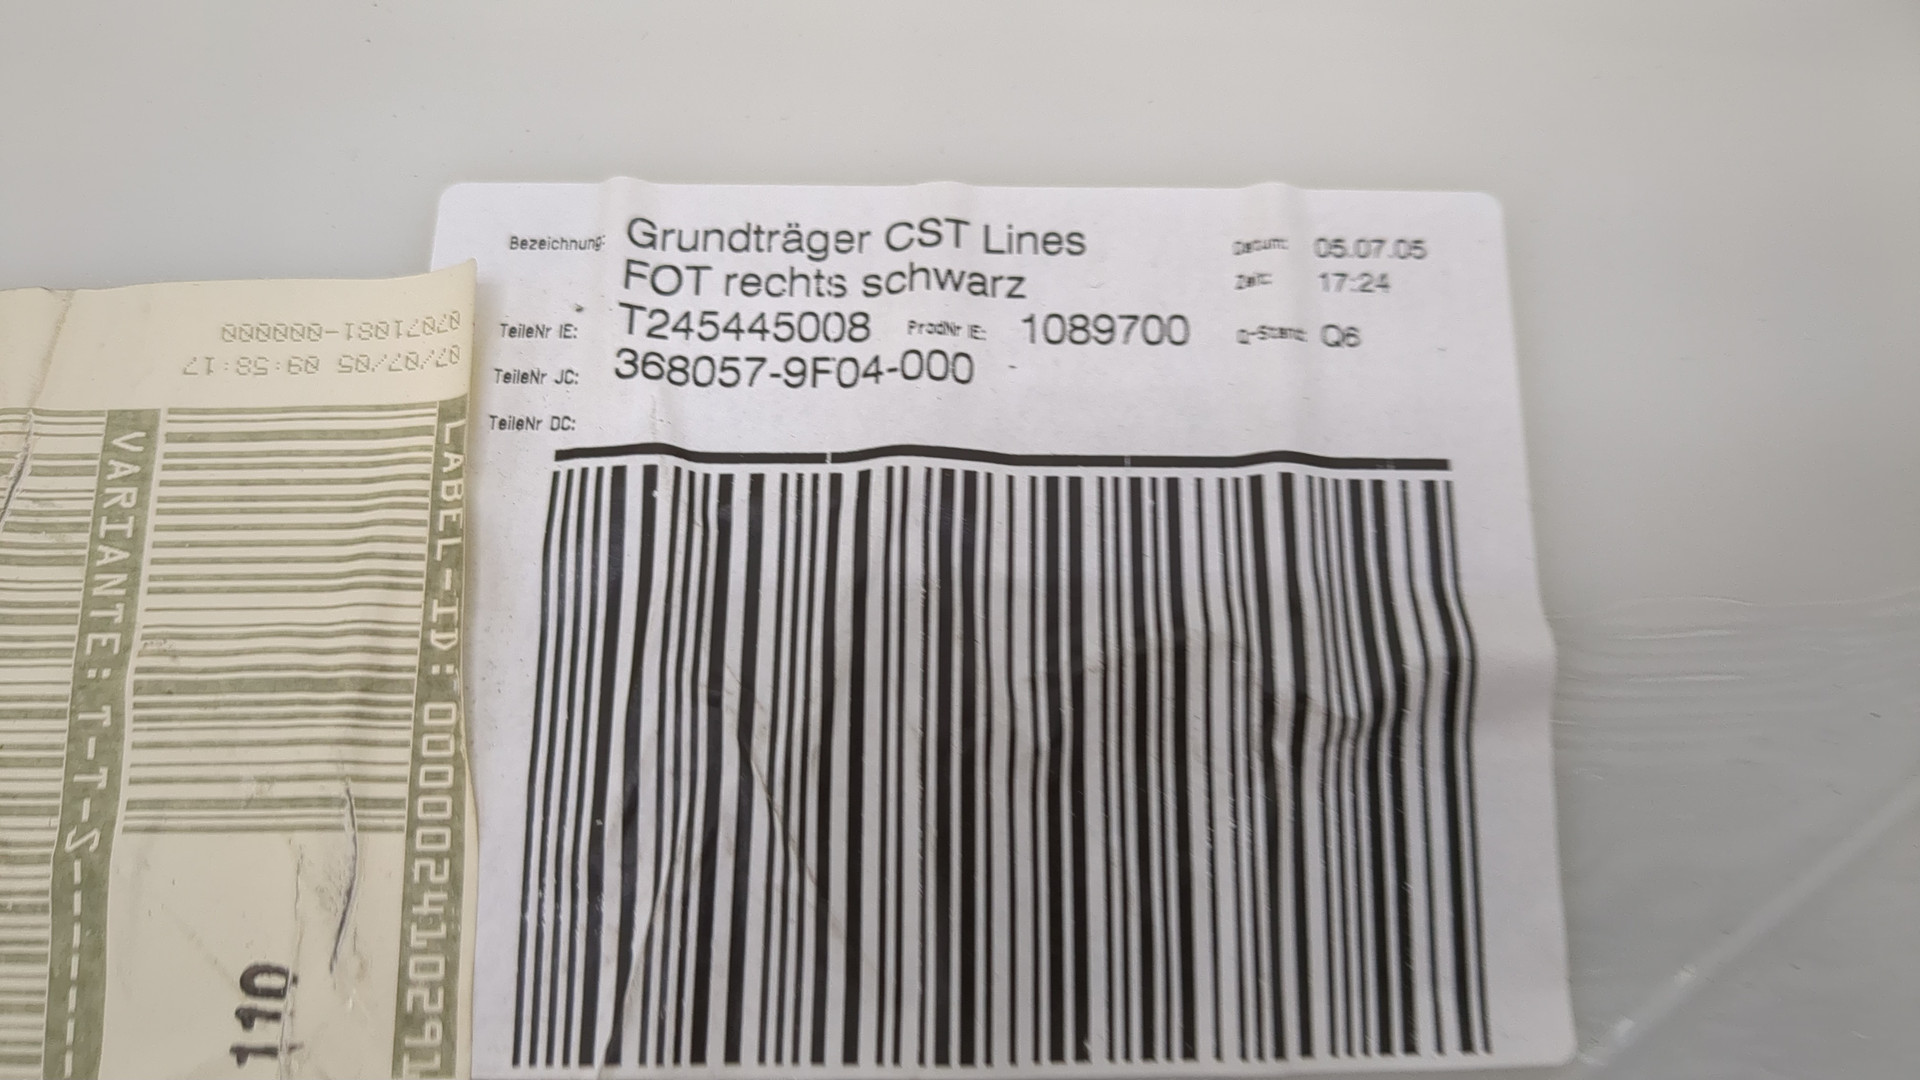 Bezeichnung: Grundträger CST Lines
FOT rechts schwarz
Datum: 05.07.05
Zeit: 17:24
TeileNr IE: T245445008 ProdNr IE: 1089700 Q-Stand: Q6
TeileNr JC: 368057-9F04-000 -
TeileNr DC:
07071081-000000
07/07/05 09:58:17
LABEL-ID:
VARIANTE: T-T-S-------
110